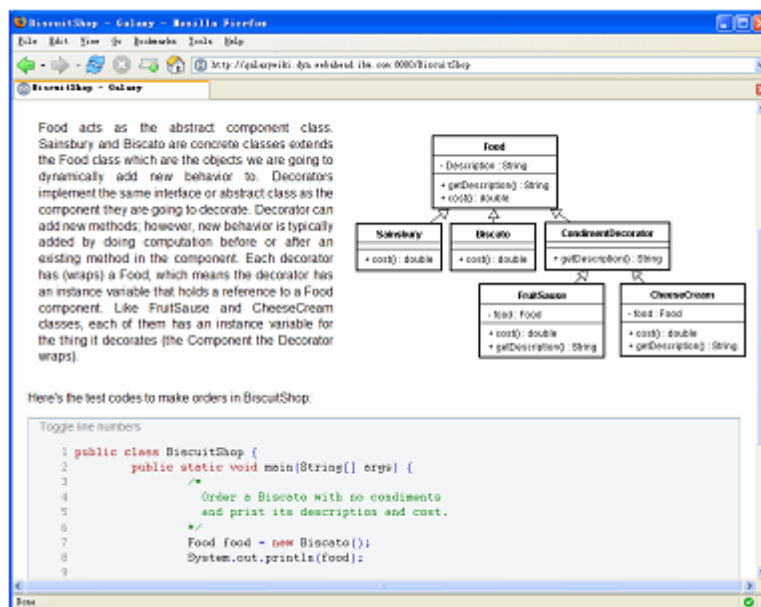 BiscuitShop - Galaxy - Mozilla Firefox
File Edit View Go Bookmarks Tools Help
BiscuitShop - Galaxy
Food acts as the abstract component class.
Sainsbury and Biscato are concrete classes extends
the Food class which are the objects we are going to
dynamically add new behavior to. Decorators
implement the same interface or abstract class as the
component they are going to decorate. Decorator can
add new methods; however, new behavior is typically
added by doing computation before or after an
existing method in the component. Each decorator
has (wraps) a Food, which means the decorator has
an instance variable that holds a reference to a Food
component. Like FruitSause and CheeseCream
classes, each of them has an instance variable for
the thing it decorates (the Component the Decorator
wraps).
Food
- Description : String
+ getDescription() : String
+ cost() : double
Sainsbury
+ cost() : double
Biscato
+ cost() : double
CondimentDecorator
+ getDescription() : String
FruitSause
- food : Food
+ cost() : double
+ getDescription() : String
CheeseCream
- food : Food
+ cost() : double
+ getDescription() : String
Here's the test codes to make orders in BiscuitShop:
Toggle line numbers
1 public class BiscuitShop {
2 public static void main(String[] args) {
3 /*
4 Order a Biscato with no condiments
5 and print its description and cost.
6 */
7 Food food = new Biscato();
8 System.out.println(food);
9
Done